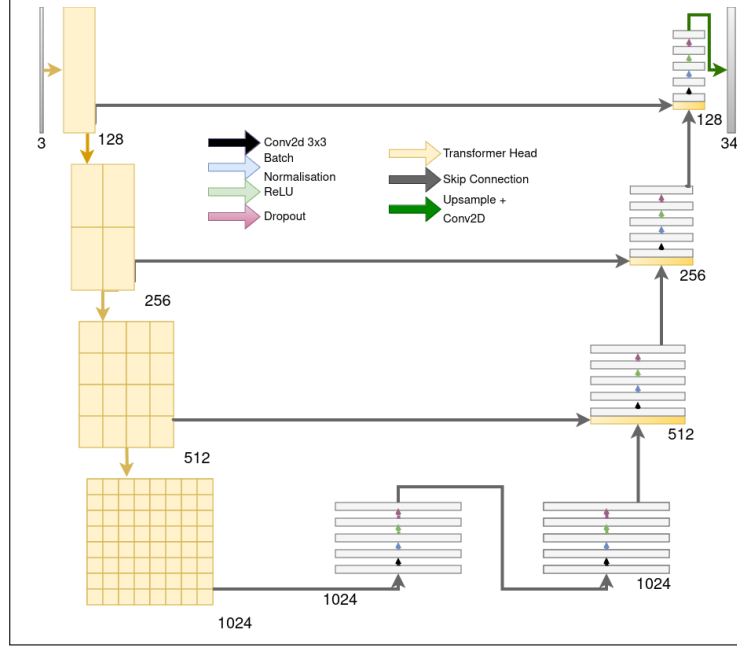 3
128
128
34
Conv2d 3x3
Batch
Normalisation
ReLU
Dropout
Transformer Head
Skip Connection
Upsample +
Conv2D
256
256
512
512
1024
1024
1024